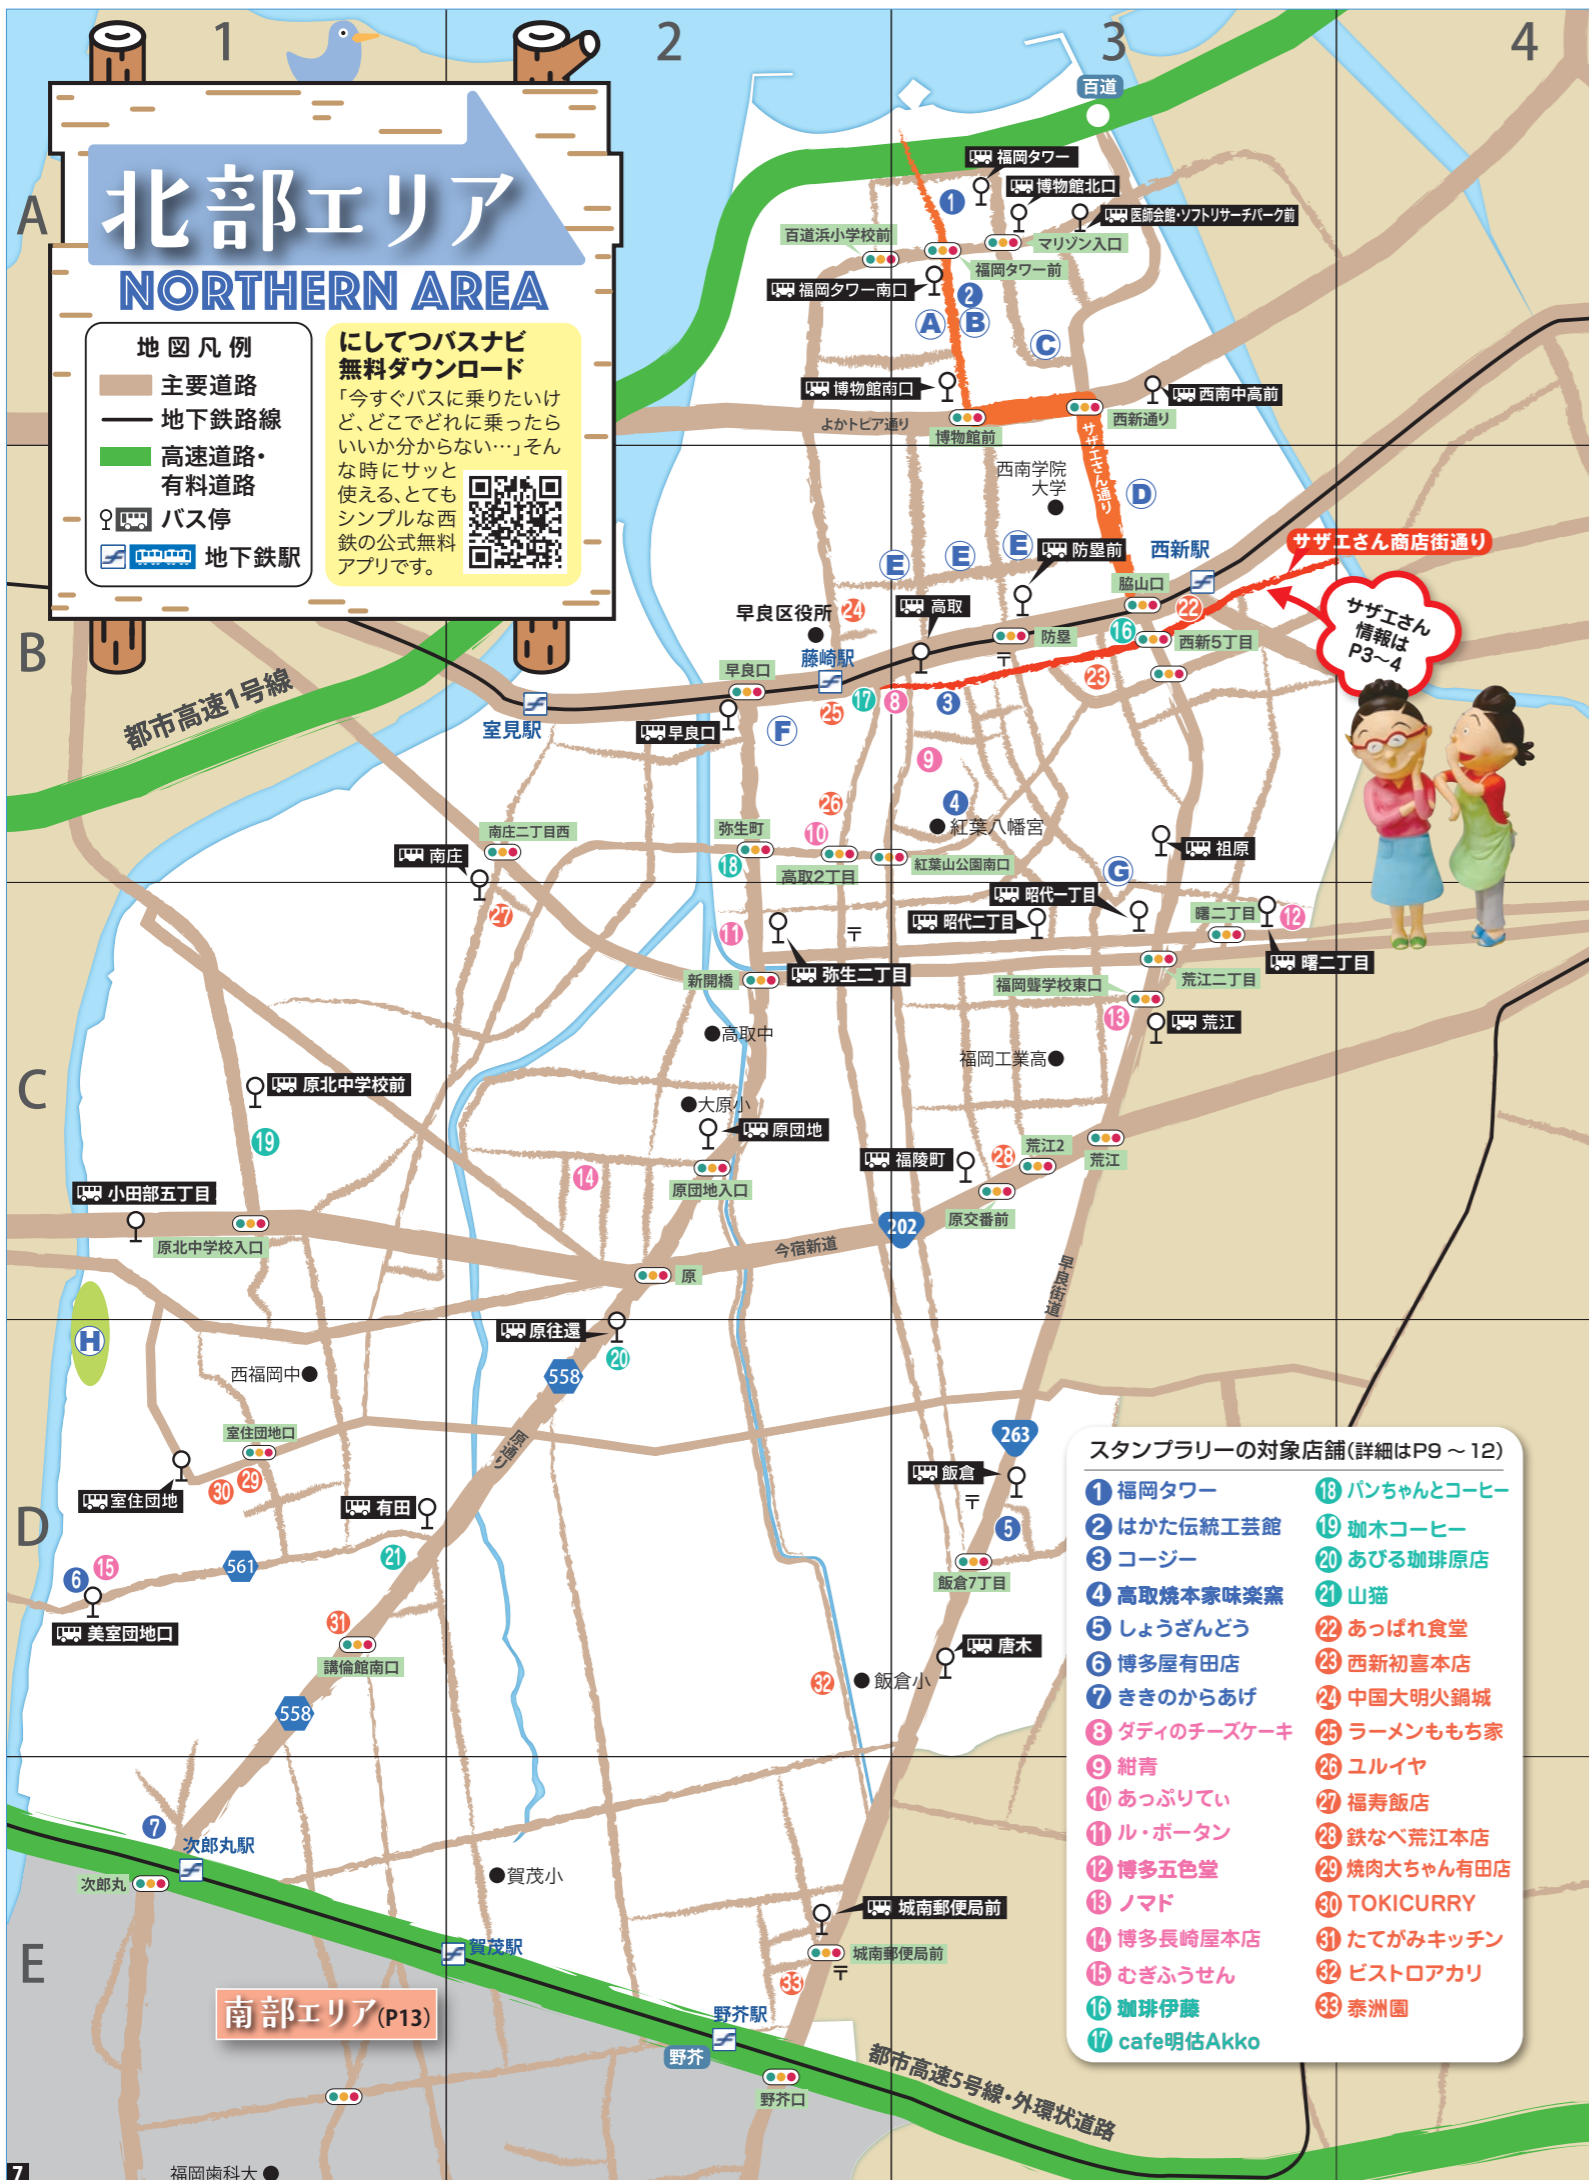 1
2
3
4
A
B
C
D
E
北部エリア
NORTHERN AREA
地図凡例
主要道路
地下鉄路線
高速道路・
有料道路
バス停
地下鉄駅
にしてつバスナビ
無料ダウンロード
「今すぐバスに乗りたいけ
ど、どこでどれに乗ったら
いいか分からない…」そん
な時にサッと
使える、とても
シンプルな西
鉄の公式無料
アプリです。
百道
福岡タワー
博物館北口
医師会館・ソフトリサーチパーク前
1
百道浜小学校前
マリゾン入口
福岡タワー前
福岡タワー南口
2
A
B
C
博物館南口
西南中高前
よかトピア通り
博物館前
西新通り
サザエさん通り
西南学院
大学
D
E
E
E
防塁前
西新駅
サザエさん商店街通り
サザエさん
情報は
P3～4
脇山口
22
早良区役所
24
高取
防塁
16
西新5丁目
〒
藤崎駅
早良口
23
17
8
3
25
都市高速1号線
室見駅
早良口
F
9
26
4
紅葉八幡宮
南庄二丁目西
弥生町
10
祖原
南庄
18
高取2丁目
紅葉山公園南口
G
昭代一丁目
27
11
〒
昭代二丁目
曙二丁目
12
新開橋
弥生二丁目
曙二丁目
福岡聾学校東口
荒江二丁目
13
荒江
高取中
福岡工業高
原北中学校前
大原小
原団地
19
荒江2
荒江
福陵町
28
14
原団地入口
小田部五丁目
原北中学校入口
202
原交番前
今宿新道
原
早良街道
H
原往還
20
西福岡中
558
室住団地口
原通り
263
飯倉
〒
室住団地
30
29
有田
5
6
15
561
21
飯倉7丁目
美室団地口
31
講倫館南口
唐木
32
飯倉小
558
7
次郎丸駅
次郎丸
賀茂小
城南郵便局前
城南郵便局前
〒
賀茂駅
33
南部エリア(P13)
野芥駅
野芥
都市高速5号線・外環状道路
野芥口
福岡歯科大
7
スタンプラリーの対象店舗(詳細はP9～12)
1 福岡タワー
2 はかた伝統工芸館
3 コージー
4 高取焼本家味楽窯
5 しょうざんどう
6 博多屋有田店
7 ききのからあげ
8 ダディのチーズケーキ
9 紺青
10 あっぷりてぃ
11 ル・ボータン
12 博多五色堂
13 ノマド
14 博多長崎屋本店
15 むぎふうせん
16 珈琲伊藤
17 cafe明估Akko
18 パンちゃんとコーヒー
19 珈木コーヒー
20 あびる珈琲原店
21 山猫
22 あっぱれ食堂
23 西新初喜本店
24 中国大明火鍋城
25 ラーメンももち家
26 ユルイヤ
27 福寿飯店
28 鉄なべ荒江本店
29 焼肉大ちゃん有田店
30 TOKICURRY
31 たてがみキッチン
32 ビストロアカリ
33 泰洲園